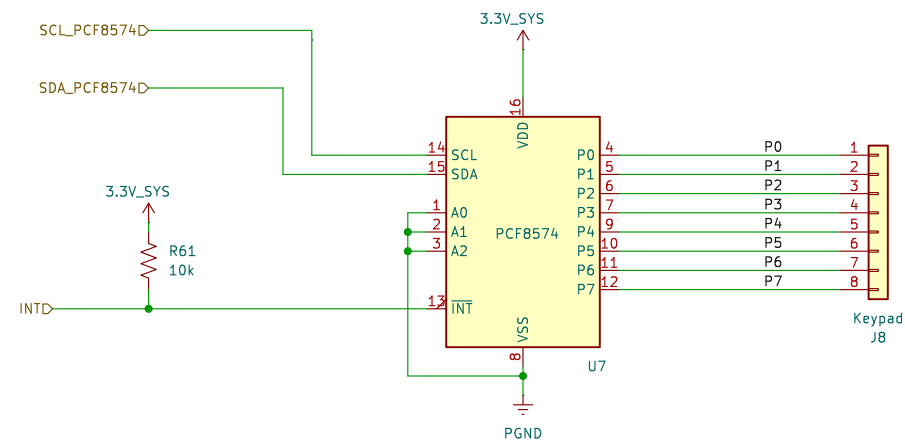 3.3V_SYS
SCL_PCF8574
SDA_PCF8574
16
VDD
14 SCL
15 SDA
P0 4 P0 1
P1 5 P1 2
P2 6 P2 3
P3 7 P3 4
P4 9 P4 5
P5 10 P5 6
P6 11 P6 7
P7 12 P7 8
3.3V_SYS
1 A0
2 A1
3 A2
PCF8574
R61
10k
INT
13 INT
VSS
8
U7
Keypad
J8
PGND